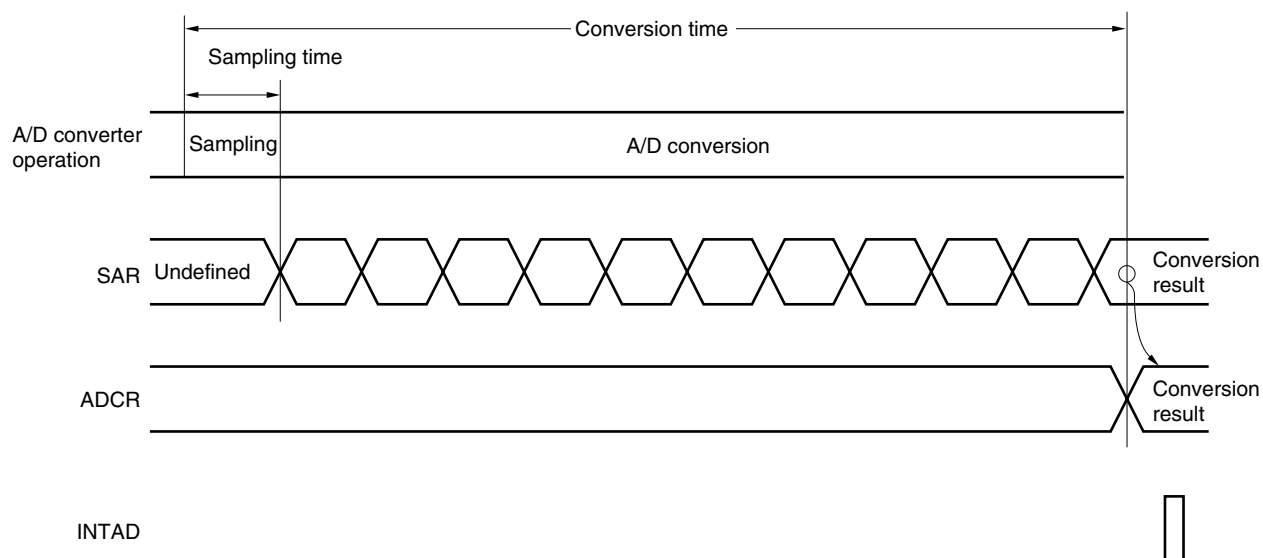 Conversion time
Sampling time
A/D converter
operation
Sampling
A/D conversion
SAR
Undefined
Conversion
result
ADCR
Conversion
result
INTAD